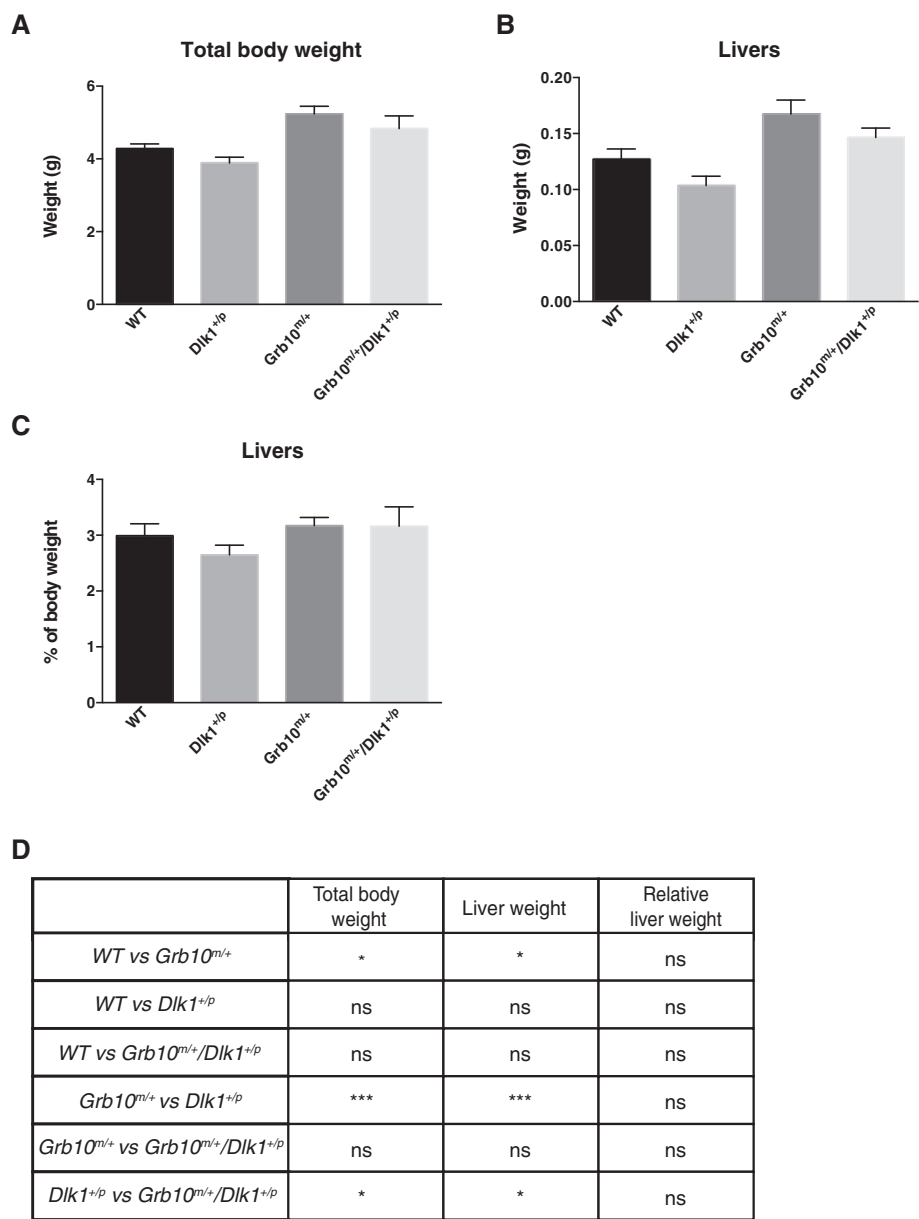 A
Total body weight
Weight (g)
6
4
2
0
WT
Dlk1+/p
Grb10m/+
Grb10m/+/Dlk1+/p
B
Livers
Weight (g)
0.20
0.15
0.10
0.05
0.00
WT
Dlk1+/p
Grb10m/+
Grb10m/+/Dlk1+/p
C
Livers
% of body weight
4
3
2
1
0
WT
Dlk1+/p
Grb10m/+
Grb10m/+/Dlk1+/p
D
Total body weight Liver weight Relative liver weight
WT vs Grb10m/+ * * ns
WT vs Dlk1+/p ns ns ns
WT vs Grb10m/+/Dlk1+/p ns ns ns
Grb10m/+ vs Dlk1+/p *** *** ns
Grb10m/+ vs Grb10m/+/Dlk1+/p ns ns ns
Dlk1+/p vs Grb10m/+/Dlk1+/p * * ns